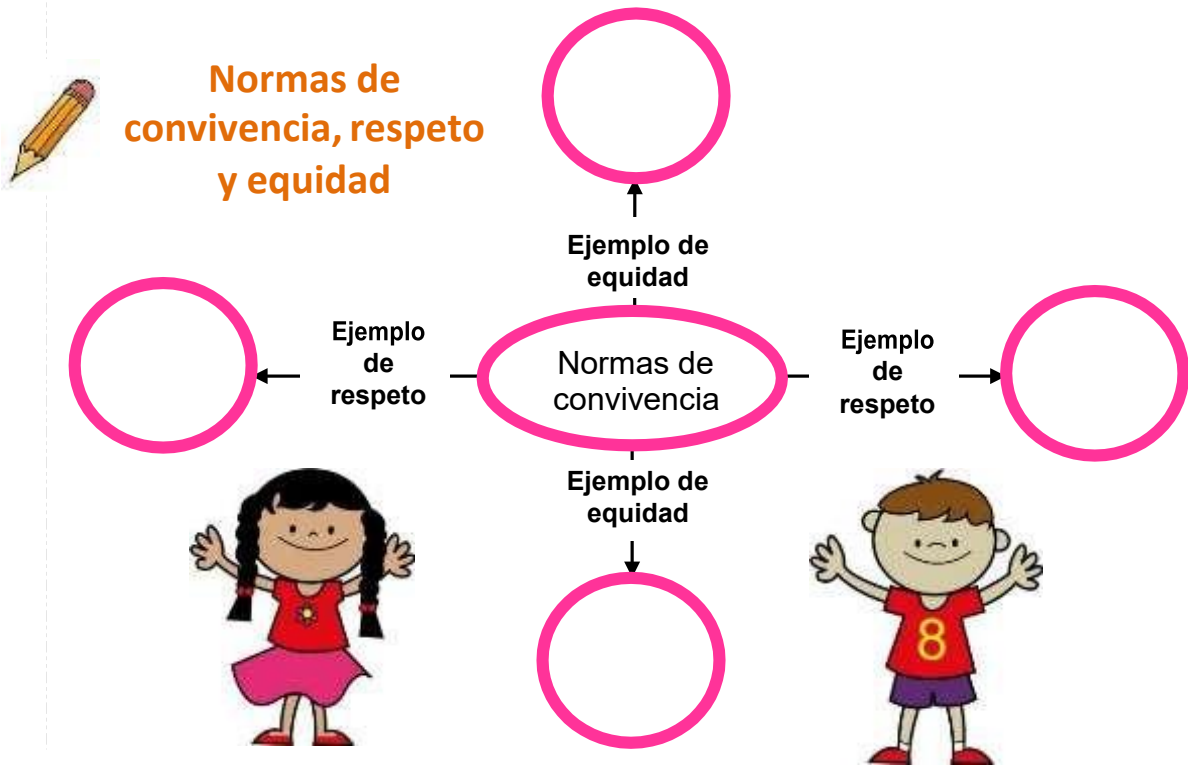 Normas de
convivencia, respeto
y equidad
Ejemplo de
equidad
Ejemplo
de
respeto
Normas de
convivencia
Ejemplo
de
respeto
Ejemplo de
equidad
8